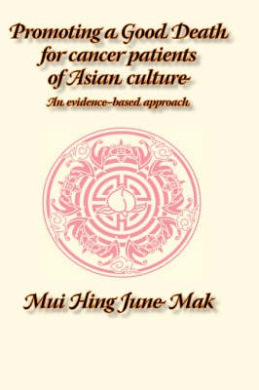 Promoting a Good Death
for cancer patients
of Asian culture
An evidence-based approach
Mui Hing June Mak